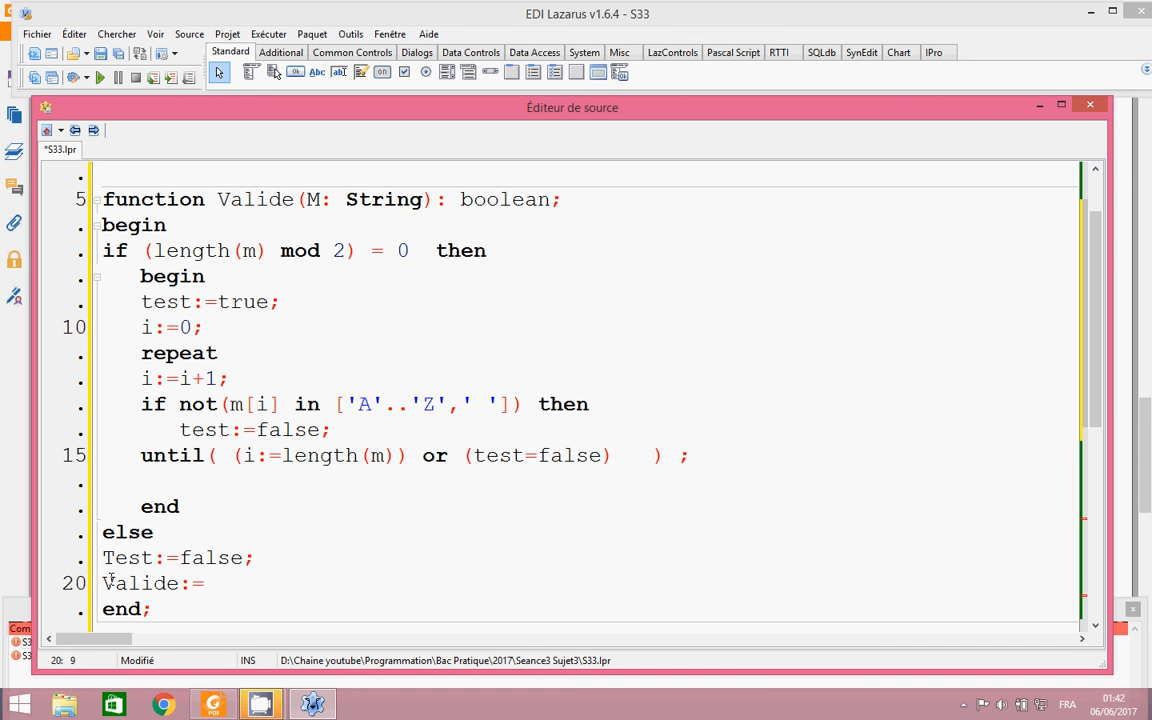 EDI Lazarus v1.6.4 - S33
Fichier Éditer Chercher Voir Source Projet Exécuter Paquet Outils Fenêtre Aide
Standard Additional Common Controls Dialogs Data Controls Data Access System Misc LazControls Pascal Script RTTI SQLdb SynEdit Chart IPro
Éditeur de source
*S33.lpr
5 function Valide(M: String): boolean;
begin
if (length(m) mod 2) = 0 then
begin
test:=true;
10 i:=0;
repeat
i:=i+1;
if not(m[i] in ['A'..'Z',' ']) then
test:=false;
15 until( (i:=length(m)) or (test=false) ) ;
end
else
Test:=false;
20 Valide:=
end;
Com
S3
S3
20: 9 Modifié INS D:\Chaine youtube\Programmation\Bac Pratique\2017\Seance3 Sujet3\S33.lpr
PDF
FRA
01:42
06/06/2017